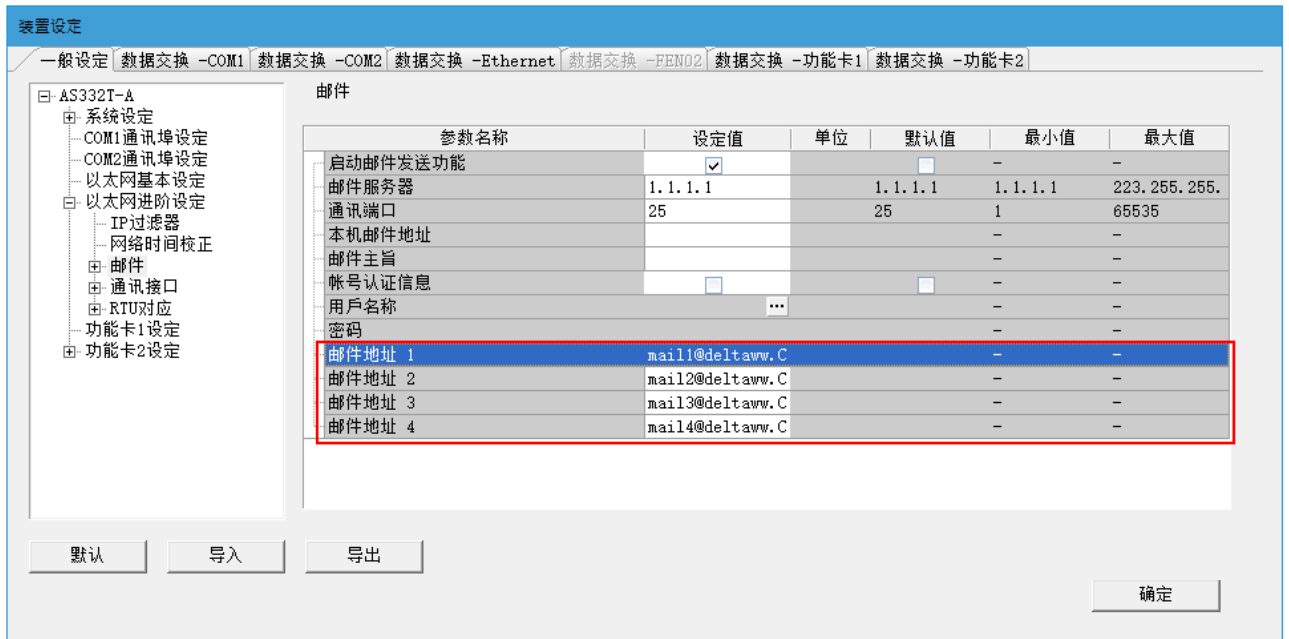 装置设定
一般设定 数据交换 -COM1 数据交换 -COM2 数据交换 -Ethernet 数据交换 -FEN02 数据交换 -功能卡1 数据交换 -功能卡2
AS332T-A
系统设定
COM1通讯埠设定
COM2通讯埠设定
以太网基本设定
以太网进阶设定
IP过滤器
网络时间校正
邮件
通讯接口
RTU对应
功能卡1设定
功能卡2设定
邮件
参数名称 设定值 单位 默认值 最小值 最大值
启动邮件发送功能 - -
邮件服务器 1.1.1.1 1.1.1.1 1.1.1.1 223.255.255.
通讯端口 25 25 1 65535
本机邮件地址 - -
邮件主旨 - -
帐号认证信息 - -
用戶名称 ... - -
密码 - -
邮件地址 1 mail1@deltaww.C - -
邮件地址 2 mail2@deltaww.C - -
邮件地址 3 mail3@deltaww.C - -
邮件地址 4 mail4@deltaww.C - -
默认 导入 导出
确定